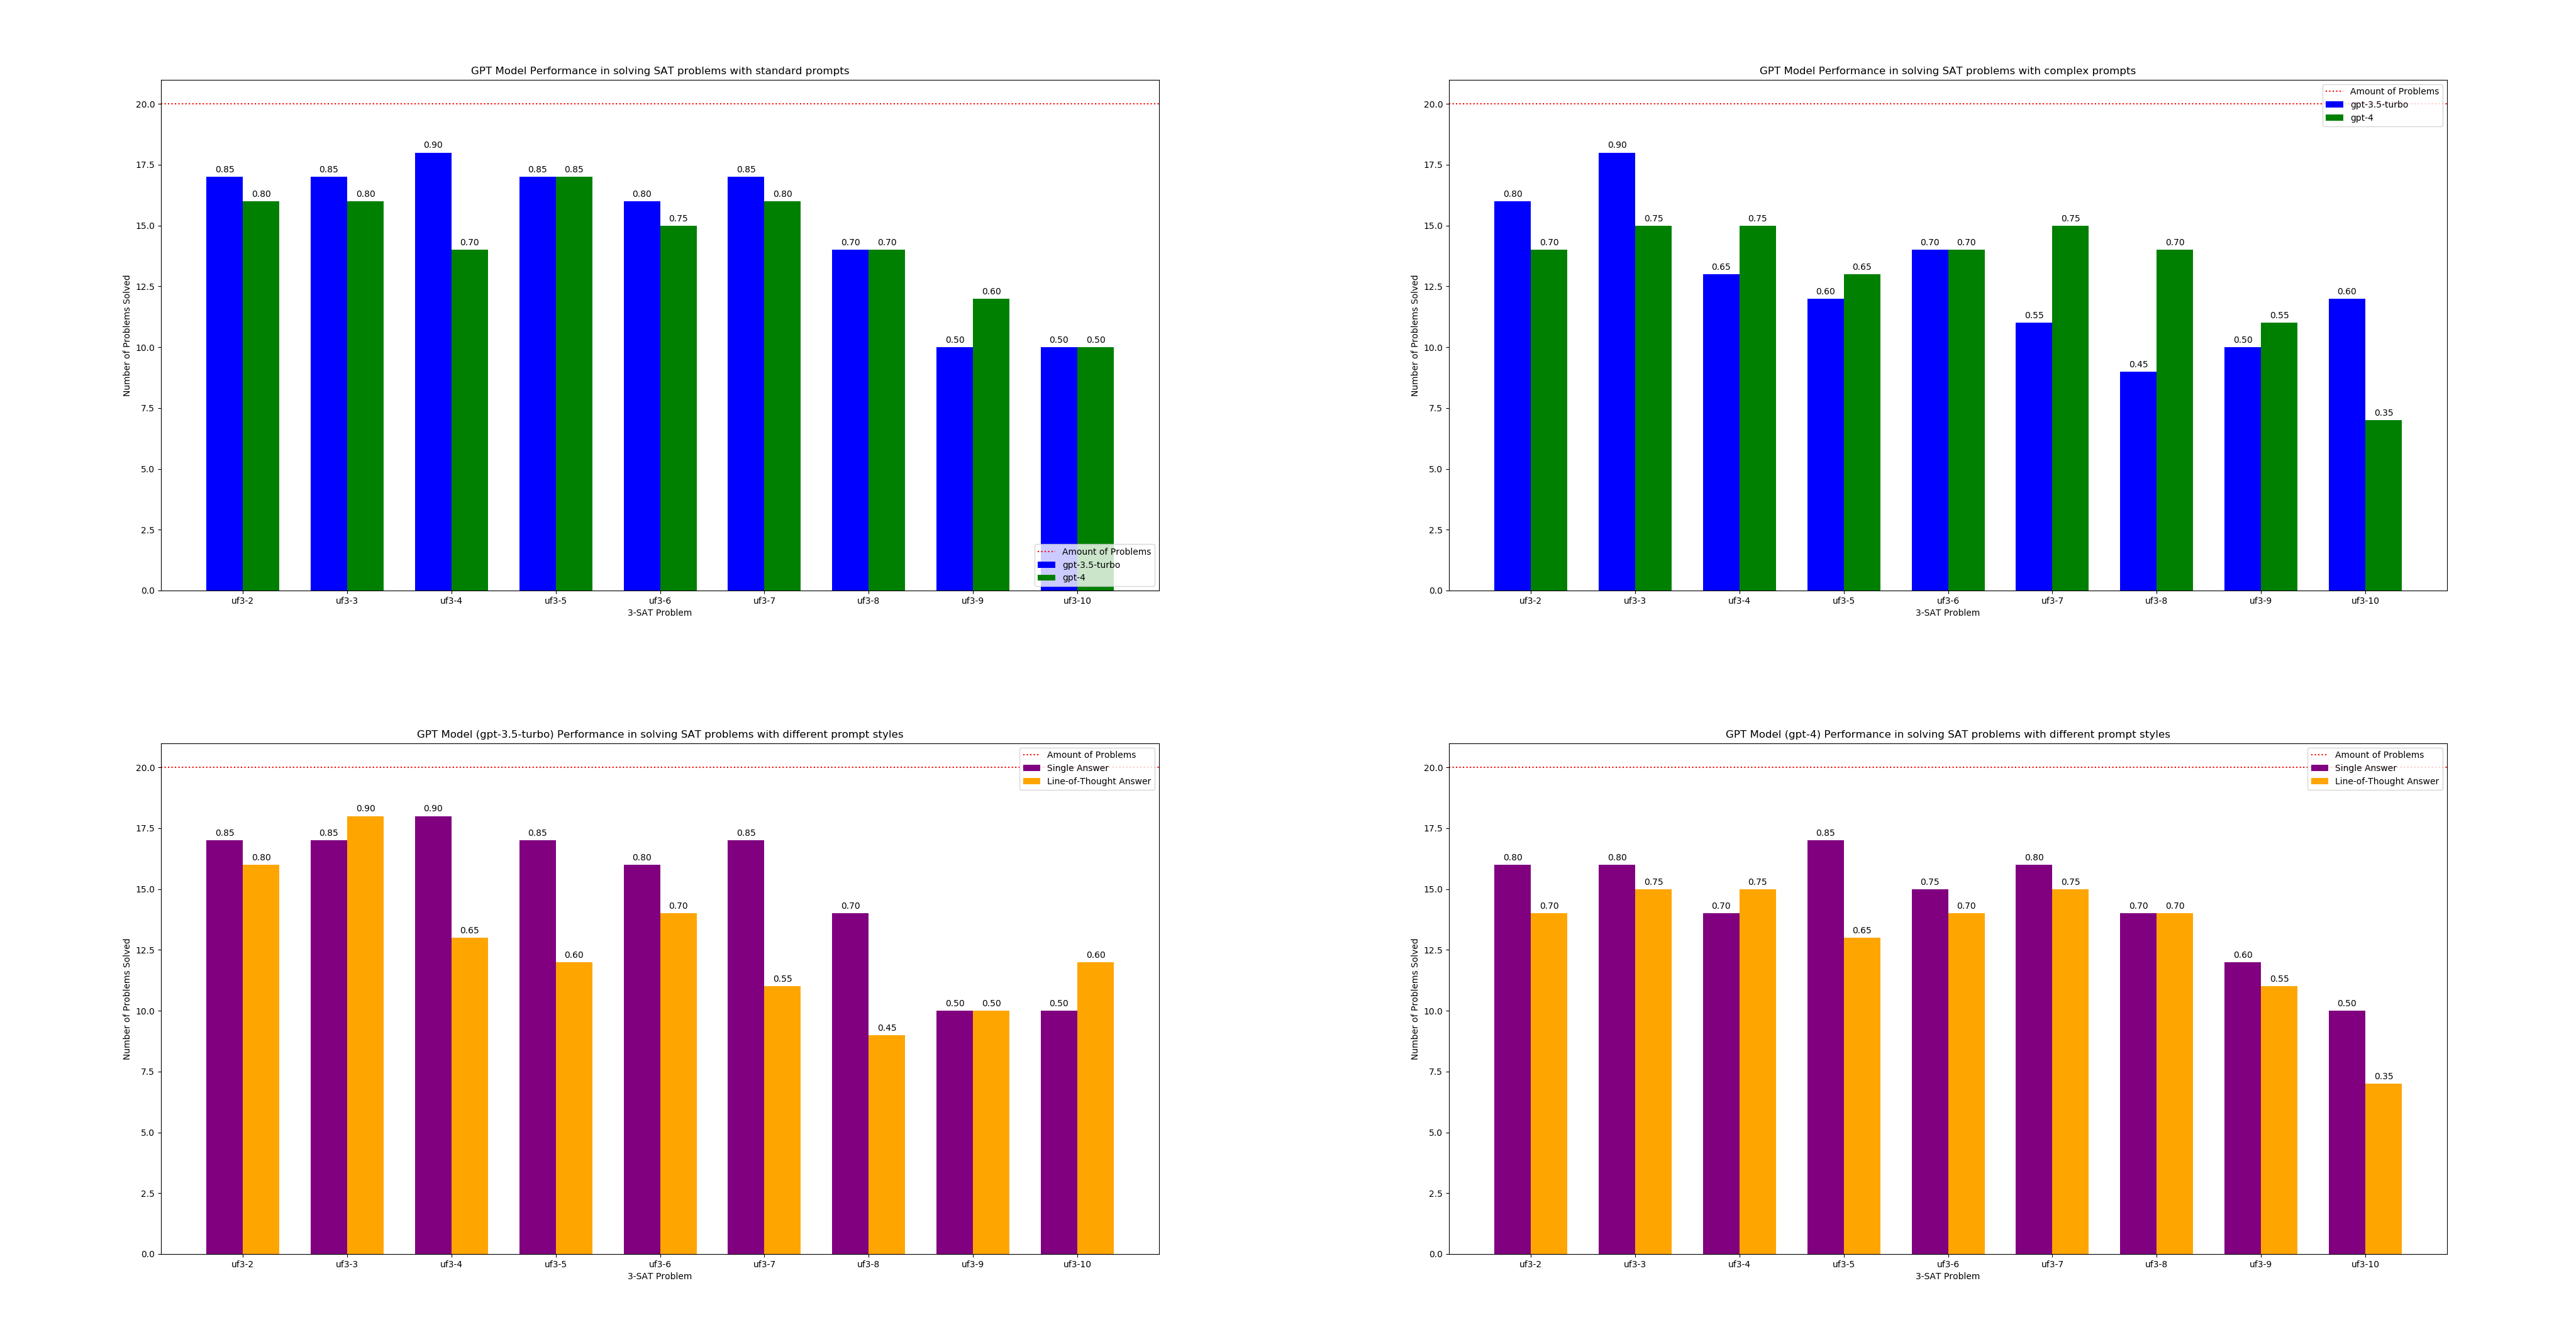 GPT Model Performance in solving SAT problems with standard prompts
20.0
17.5
15.0
12.5
10.0
7.5
5.0
2.5
0.0
Number of Problems Solved
0.85 0.80 0.85 0.80 0.90 0.70 0.85 0.85 0.80 0.75 0.85 0.80 0.70 0.70 0.50 0.60 0.50 0.50
Amount of Problems
gpt-3.5-turbo
gpt-4
uf3-2 uf3-3 uf3-4 uf3-5 uf3-6 uf3-7 uf3-8 uf3-9 uf3-10
3-SAT Problem
GPT Model Performance in solving SAT problems with complex prompts
20.0
17.5
15.0
12.5
10.0
7.5
5.0
2.5
0.0
Number of Problems Solved
Amount of Problems
gpt-3.5-turbo
gpt-4
0.80 0.70 0.90 0.75 0.65 0.75 0.60 0.65 0.70 0.70 0.55 0.75 0.45 0.70 0.50 0.55 0.60 0.35
uf3-2 uf3-3 uf3-4 uf3-5 uf3-6 uf3-7 uf3-8 uf3-9 uf3-10
3-SAT Problem
GPT Model (gpt-3.5-turbo) Performance in solving SAT problems with different prompt styles
20.0
17.5
15.0
12.5
10.0
7.5
5.0
2.5
0.0
Number of Problems Solved
Amount of Problems
Single Answer
Line-of-Thought Answer
0.85 0.80 0.85 0.90 0.90 0.65 0.85 0.60 0.80 0.70 0.85 0.55 0.70 0.45 0.50 0.50 0.50 0.60
uf3-2 uf3-3 uf3-4 uf3-5 uf3-6 uf3-7 uf3-8 uf3-9 uf3-10
3-SAT Problem
GPT Model (gpt-4) Performance in solving SAT problems with different prompt styles
20.0
17.5
15.0
12.5
10.0
7.5
5.0
2.5
0.0
Number of Problems Solved
Amount of Problems
Single Answer
Line-of-Thought Answer
0.80 0.70 0.80 0.75 0.70 0.75 0.85 0.65 0.75 0.70 0.80 0.75 0.70 0.70 0.60 0.55 0.50 0.35
uf3-2 uf3-3 uf3-4 uf3-5 uf3-6 uf3-7 uf3-8 uf3-9 uf3-10
3-SAT Problem